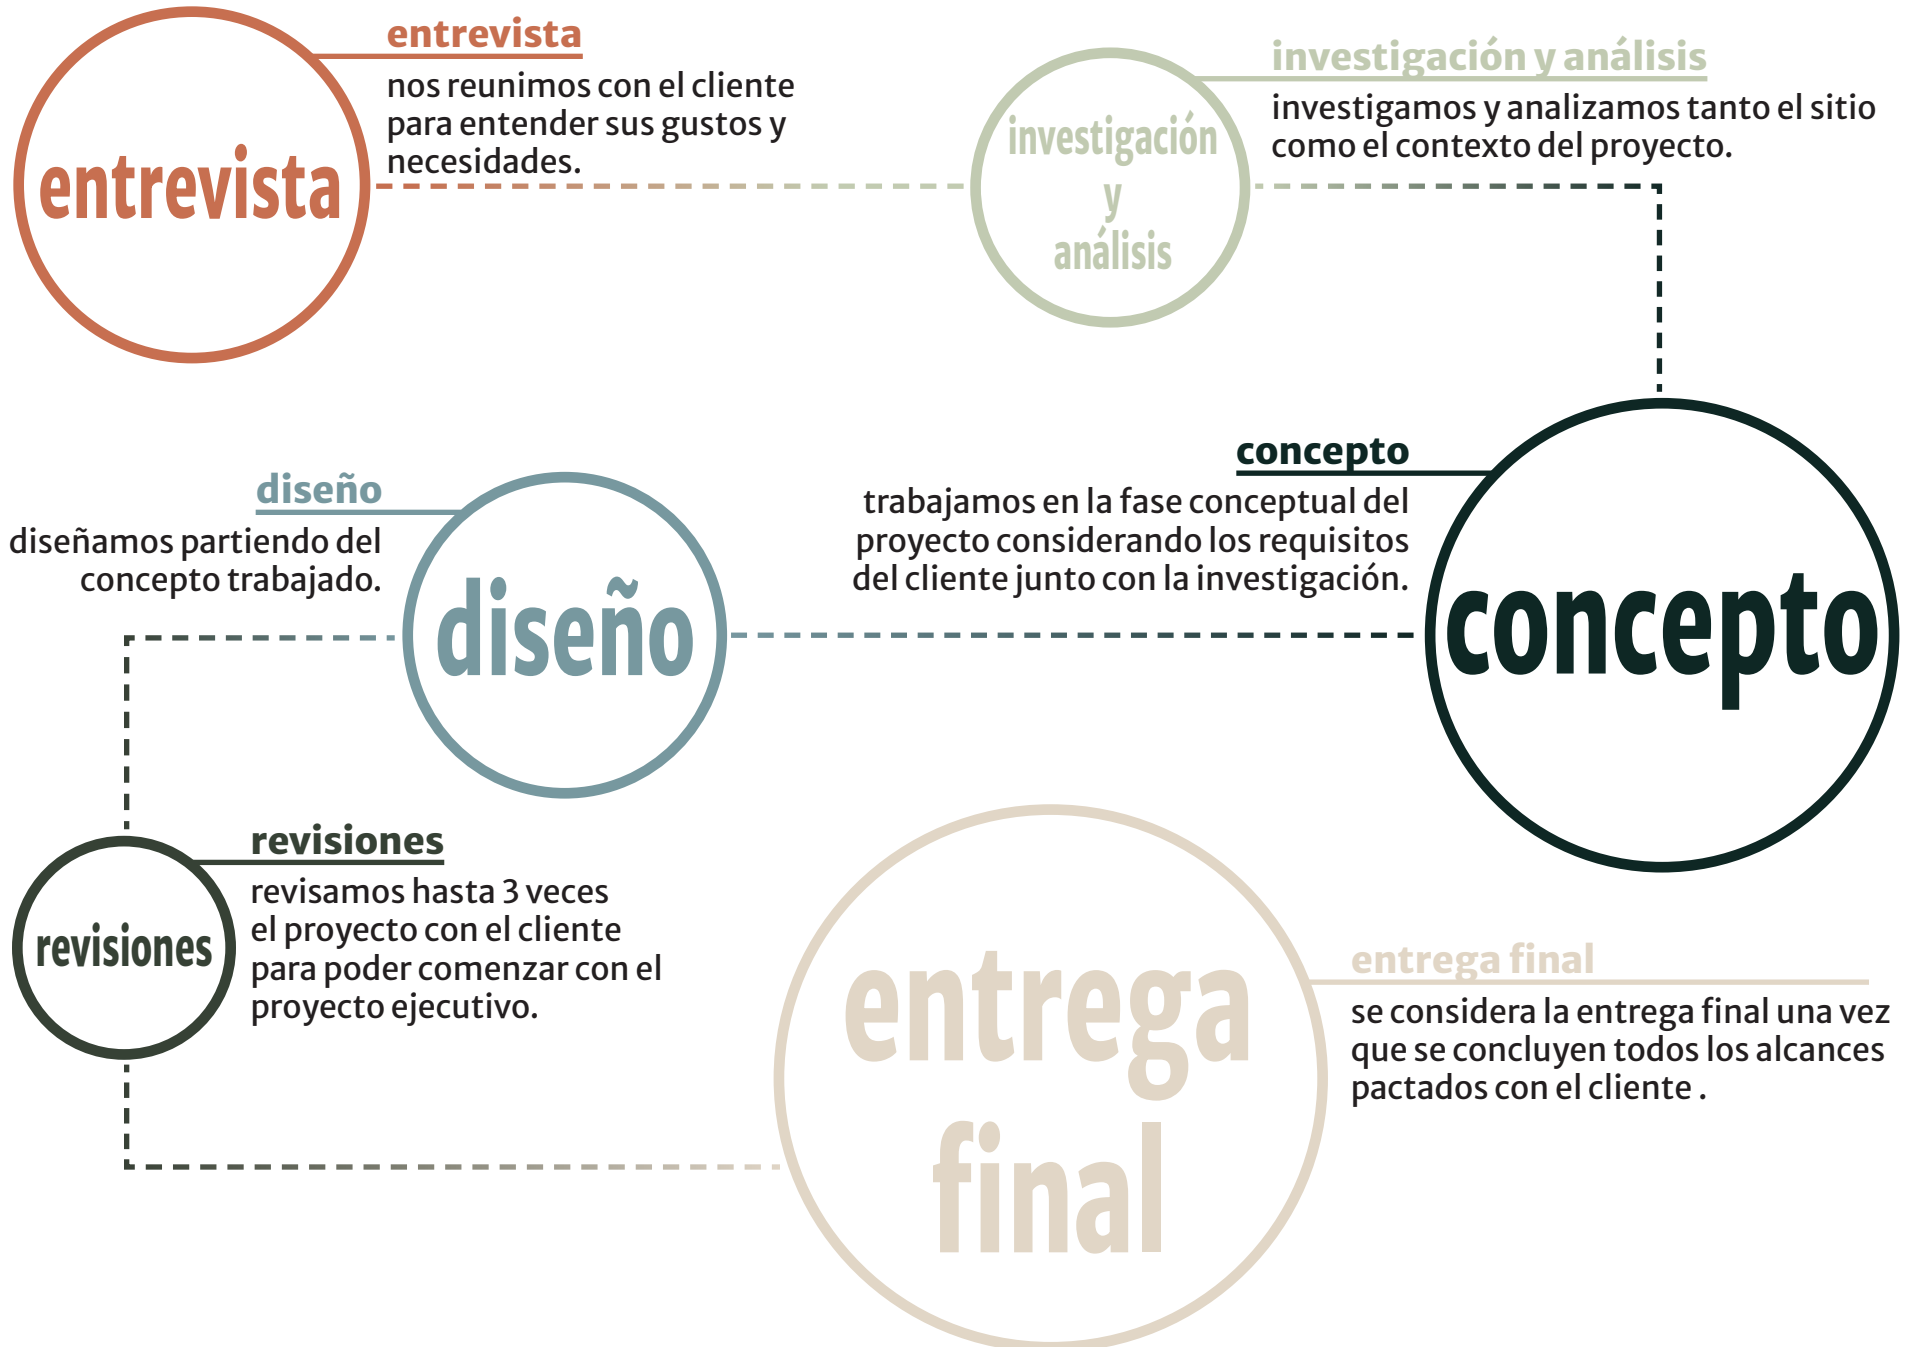 entrevista
entrevista
nos reunimos con el cliente
para entender sus gustos y
necesidades.
investigación
y
análisis
investigación y análisis
investigamos y analizamos tanto el sitio
como el contexto del proyecto.
concepto
concepto
trabajamos en la fase conceptual del
proyecto considerando los requisitos
del cliente junto con la investigación.
diseño
diseño
diseñamos partiendo del
concepto trabajado.
revisiones
revisiones
revisamos hasta 3 veces
el proyecto con el cliente
para poder comenzar con el
proyecto ejecutivo.
entrega
final
entrega final
se considera la entrega final una vez
que se concluyen todos los alcances
pactados con el cliente .